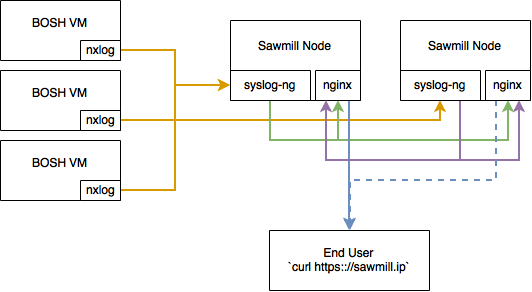 BOSH VM
nxlog
BOSH VM
nxlog
BOSH VM
nxlog
Sawmill Node
syslog-ng
nginx
Sawmill Node
syslog-ng
nginx
End User
`curl https:://sawmill.ip`